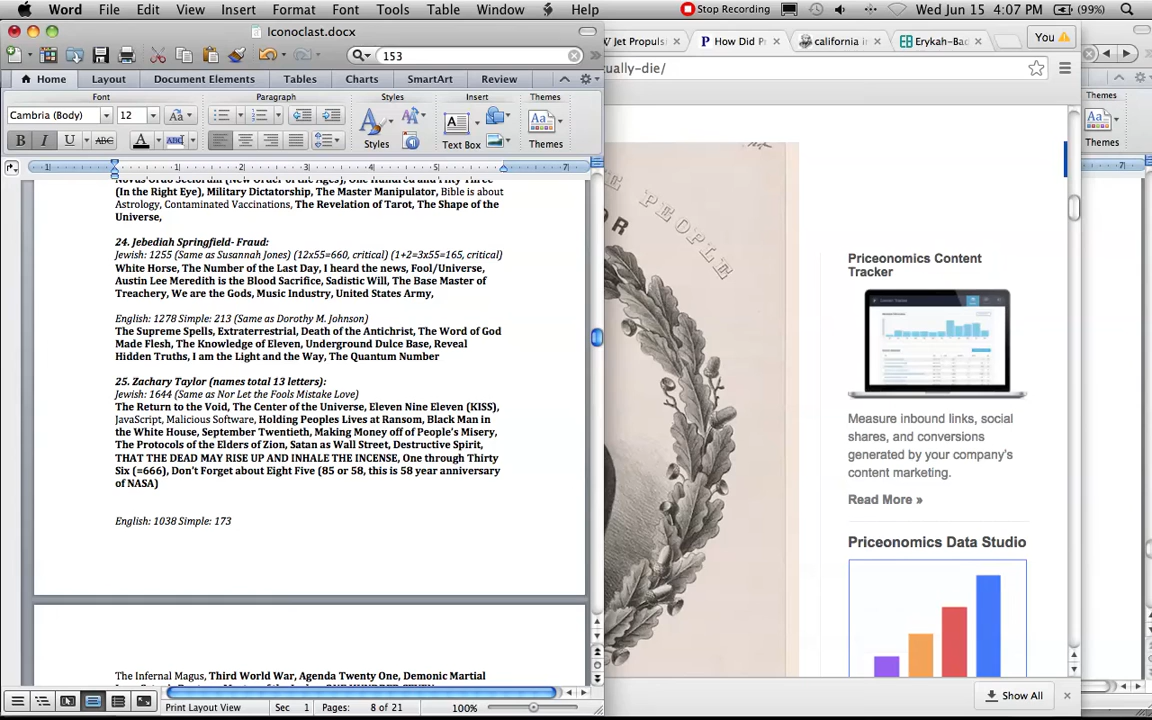 Word File Edit View Insert Format Font Tools Table Window Help
Stop Recording (99%) Wed Jun 15 4:07 PM
Iconoclast.docx
153
Home Layout Document Elements Tables Charts SmartArt Review
Font Paragraph Styles Insert Themes
Cambria (Body) 12
B I U ABC A ABC
Styles Text Box Themes
(In the Right Eye), Military Dictatorship, The Master Manipulator, Bible is about
Astrology, Contaminated Vaccinations, The Revelation of Tarot, The Shape of the
Universe,
24. Jebediah Springfield- Fraud:
Jewish: 1255 (Same as Susannah Jones) (12x55=660, critical) (1+2=3x55=165, critical)
White Horse, The Number of the Last Day, I heard the news, Fool/Universe,
Austin Lee Meredith is the Blood Sacrifice, Sadistic Will, The Base Master of
Treachery, We are the Gods, Music Industry, United States Army,
English: 1278 Simple: 213 (Same as Dorothy M. Johnson)
The Supreme Spells, Extraterrestrial, Death of the Antichrist, The Word of God
Made Flesh, The Knowledge of Eleven, Underground Dulce Base, Reveal
Hidden Truths, I am the Light and the Way, The Quantum Number
25. Zachary Taylor (names total 13 letters):
Jewish: 1644 (Same as Nor Let the Fools Mistake Love)
The Return to the Void, The Center of the Universe, Eleven Nine Eleven (KISS),
JavaScript, Malicious Software, Holding Peoples Lives at Ransom, Black Man in
the White House, September Twentieth, Making Money off of People's Misery,
The Protocols of the Elders of Zion, Satan as Wall Street, Destructive Spirit,
THAT THE DEAD MAY RISE UP AND INHALE THE INCENSE, One through Thirty
Six (=666), Don't Forget about Eight Five (85 or 58, this is 58 year anniversary
of NASA)
English: 1038 Simple: 173
The Infernal Magus, Third World War, Agenda Twenty One, Demonic Martial
Print Layout View Sec 1 Pages: 8 of 21 100%
Jet Propuls How Did P california in Erykah-Bad You
ually-die/
PEOPLE
OR
Priceonomics Content
Tracker
Measure inbound links, social
shares, and conversions
generated by your company's
content marketing.
Read More »
Priceonomics Data Studio
Show All
Themes
Themes